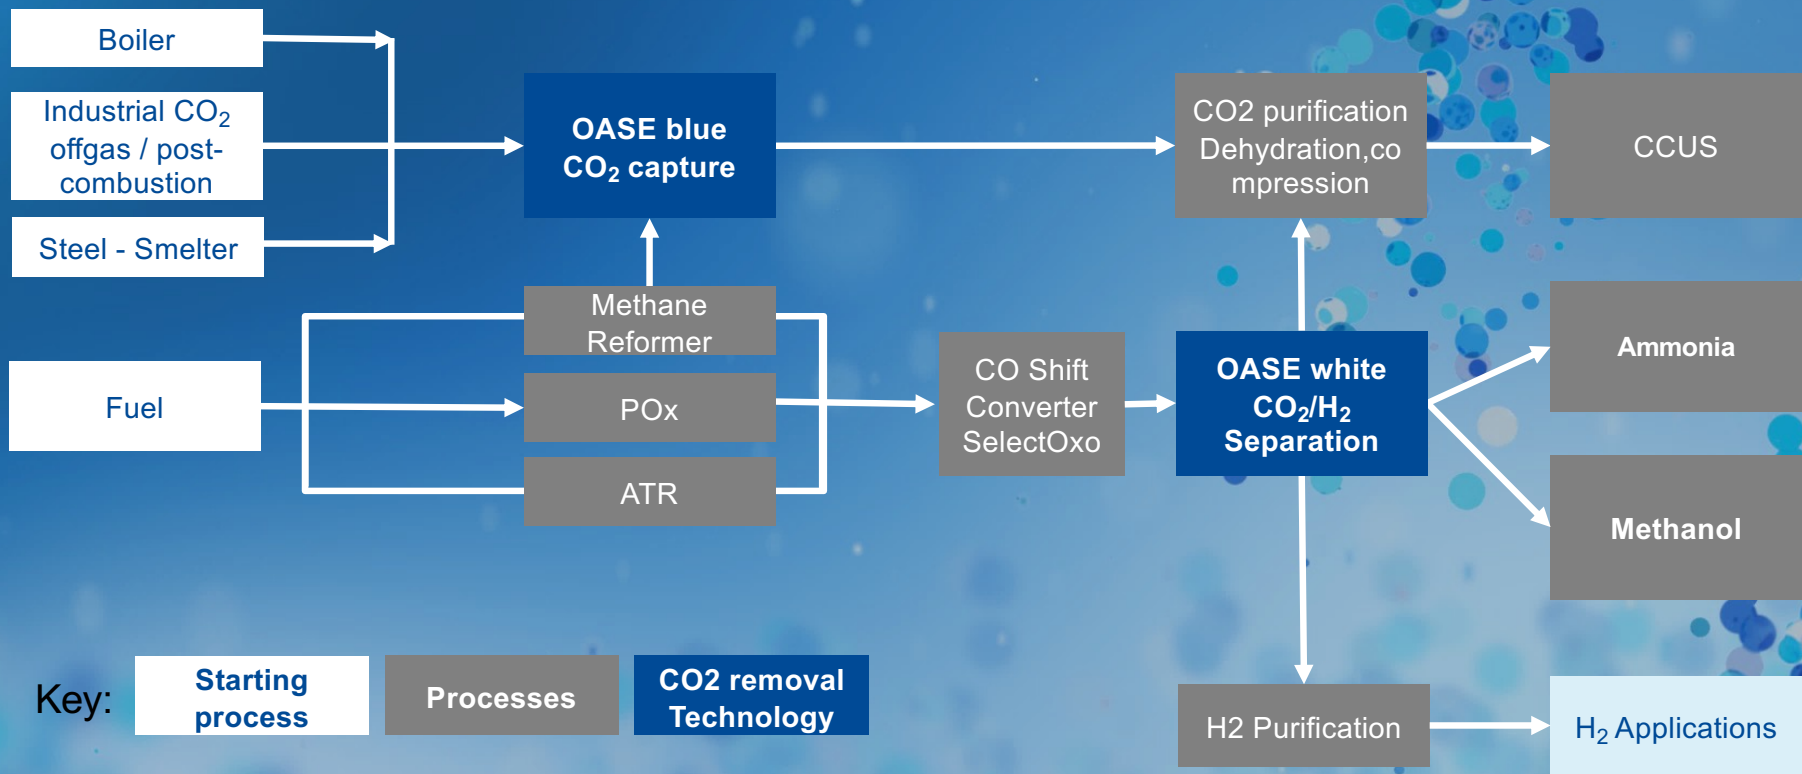 Boiler
Industrial CO₂
offgas / post-
combustion
Steel - Smelter
Fuel
OASE blue
CO₂ capture
Methane
Reformer
POx
ATR
CO Shift
Converter
SelectOxo
OASE white
CO₂/H₂
Separation
CO2 purification
Dehydration,co
mpression
CCUS
Ammonia
Methanol
H2 Purification
H₂ Applications
Key:
Starting
process
Processes
CO2 removal
Technology